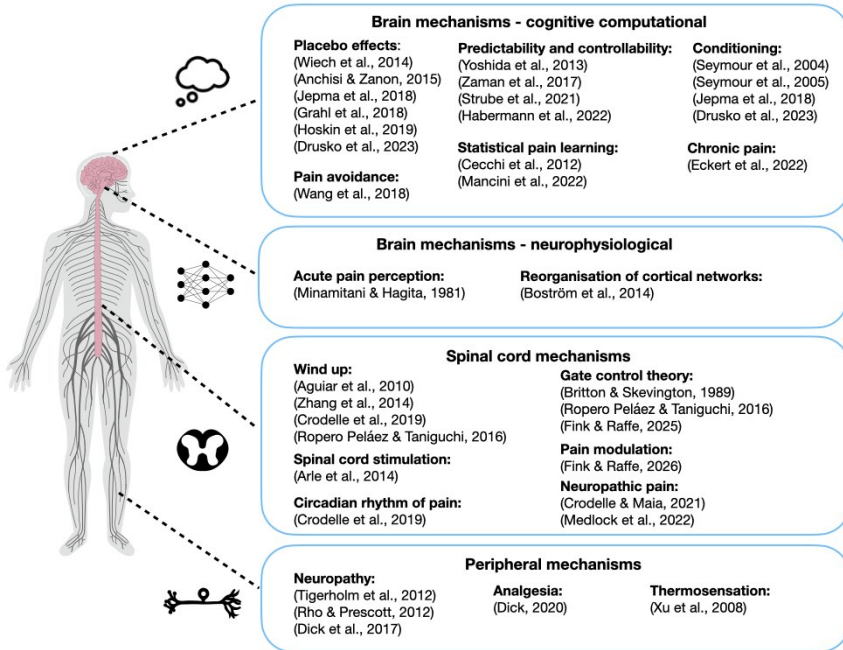 Brain mechanisms - cognitive computational
Placebo effects:
(Wiech et al., 2014)
(Anchisi & Zanon, 2015)
(Jepma et al., 2018)
(Grahl et al., 2018)
(Hoskin et al., 2019)
(Drusko et al., 2023)
Pain avoidance:
(Wang et al., 2018)
Predictability and controllability:
(Yoshida et al., 2013)
(Zaman et al., 2017)
(Strube et al., 2021)
(Habermann et al., 2022)
Statistical pain learning:
(Cecchi et al., 2012)
(Mancini et al., 2022)
Conditioning:
(Seymour et al., 2004)
(Seymour et al., 2005)
(Jepma et al., 2018)
(Drusko et al., 2023)
Chronic pain:
(Eckert et al., 2022)
Brain mechanisms - neurophysiological
Acute pain perception:
(Minamitani & Hagita, 1981)
Reorganisation of cortical networks:
(Boström et al., 2014)
Spinal cord mechanisms
Wind up:
(Aguiar et al., 2010)
(Zhang et al., 2014)
(Crodelle et al., 2019)
(Ropero Peláez & Taniguchi, 2016)
Spinal cord stimulation:
(Arle et al., 2014)
Circadian rhythm of pain:
(Crodelle et al., 2019)
Gate control theory:
(Britton & Skevington, 1989)
(Ropero Peláez & Taniguchi, 2016)
(Fink & Raffe, 2025)
Pain modulation:
(Fink & Raffe, 2026)
Neuropathic pain:
(Crodelle & Maia, 2021)
(Medlock et al., 2022)
Peripheral mechanisms
Neuropathy:
(Tigerholm et al., 2012)
(Rho & Prescott, 2012)
(Dick et al., 2017)
Analgesia:
(Dick, 2020)
Thermosensation:
(Xu et al., 2008)